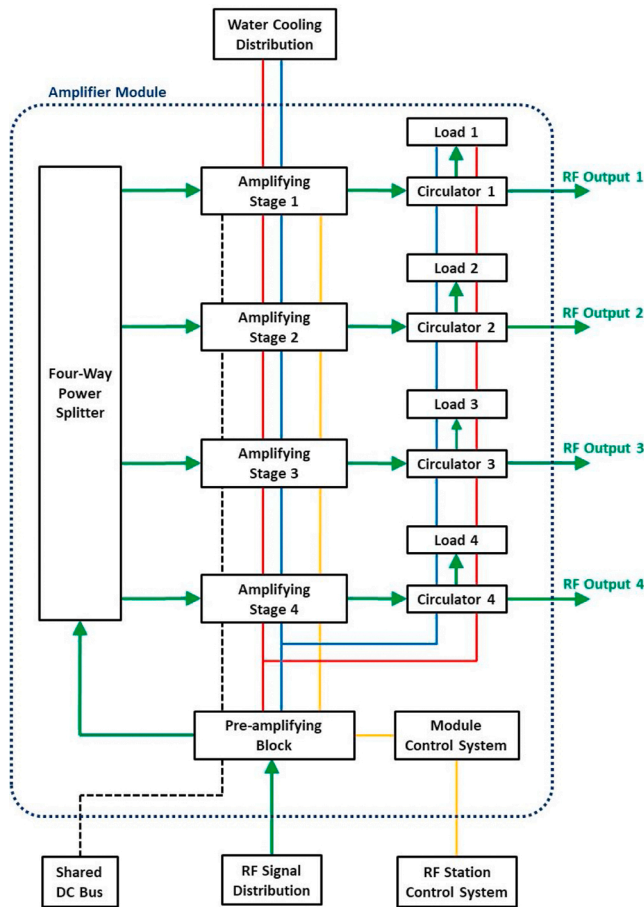 Water Cooling
Distribution
Amplifier Module
Load 1
Amplifying
Stage 1
Circulator 1
RF Output 1
Load 2
Amplifying
Stage 2
Circulator 2
RF Output 2
Four-Way
Power
Splitter
Load 3
Amplifying
Stage 3
Circulator 3
RF Output 3
Load 4
Amplifying
Stage 4
Circulator 4
RF Output 4
Pre-amplifying
Block
Module
Control System
Shared
DC Bus
RF Signal
Distribution
RF Station
Control System